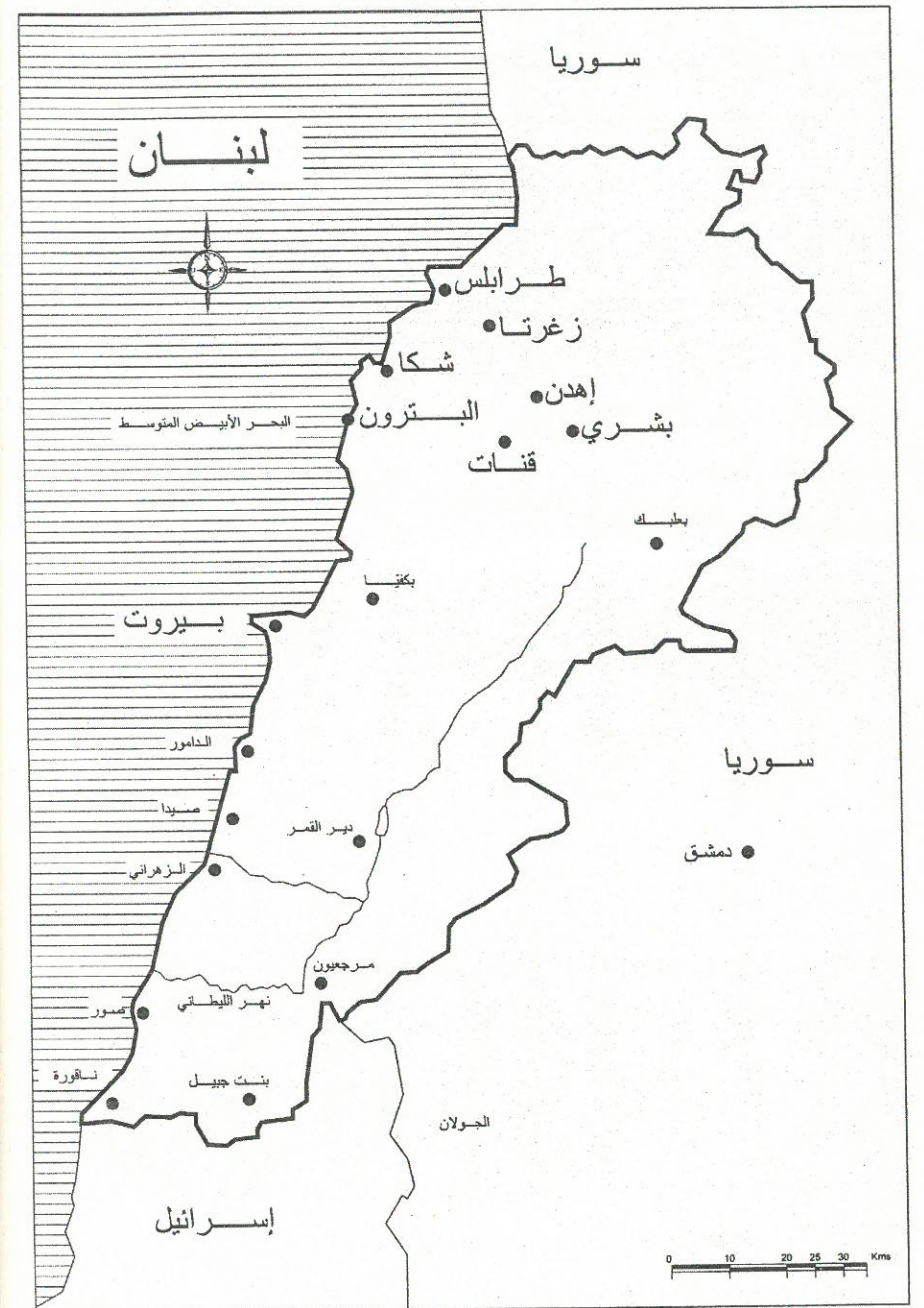 سوريا
لبنان
N
طرابلس
زغرتا
شكا
إهدن
البترون
البحر الأبيض المتوسط
بشري
قنات
بعلبك
بكفيا
بيروت
الدامور
سوريا
صيدا
دير القمر
دمشق
الزهراني
مرجعيون
نهر الليطاني
صور
ناقورة
بنت جبيل
الجولان
إسرائيل
0 10 20 25 30 Kms